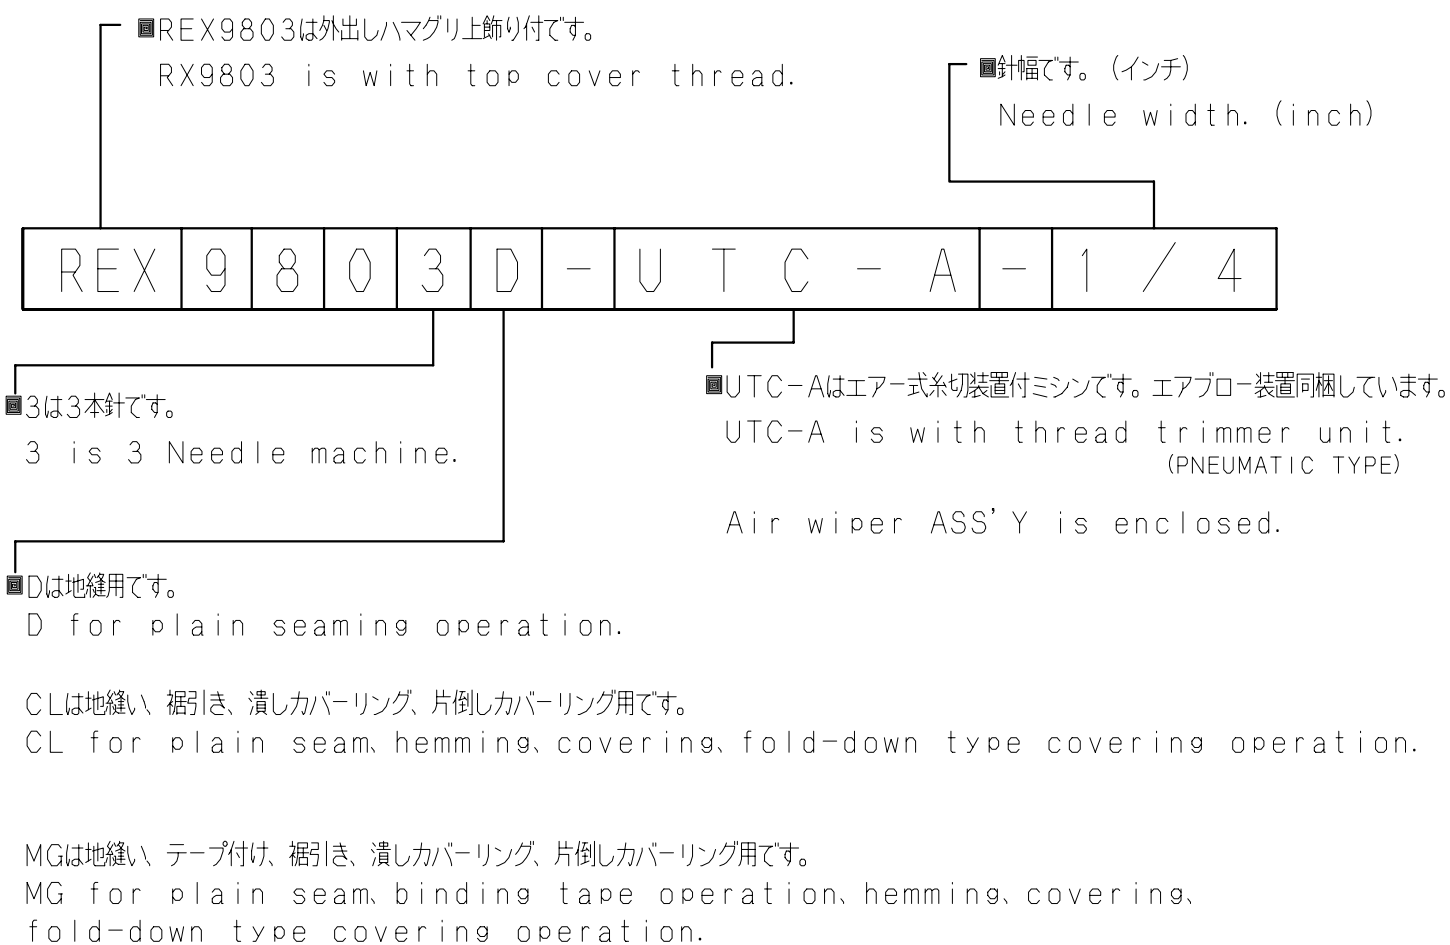 回REX9803は外出しハマグリ上飾り付です。
RX9803 is with top cover thread.
回針幅です。（インチ）
Needle width. (inch)
REX9803D-UTC-A-1/4
回3は3本針です。
3 is 3 Needle machine.
回UTC-Aはエアー式糸切装置付ミシンです。エアブロー装置同梱しています。
UTC-A is with thread trimmer unit.
(PNEUMATIC TYPE)
Air wiper ASS'Y is enclosed.
回Dは地縫用です。
D for plain seaming operation.
CLは地縫い、裾引き、潰しカバーリング、片倒しカバーリング用です。
CL for plain seam、hemming、covering、fold-down type covering operation.
MGは地縫い、テープ付け、裾引き、潰しカバーリング、片倒しカバーリング用です。
MG for plain seam、binding tape operation、hemming、covering、
fold-down type covering operation.